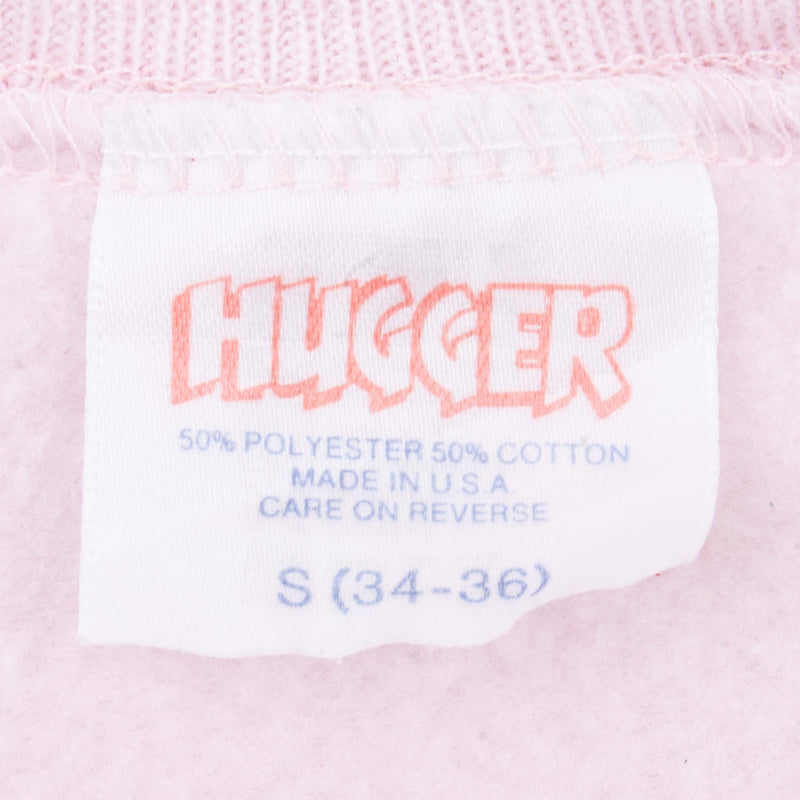 HUGGER
50% POLYESTER 50% COTTON
MADE IN U.S.A.
CARE ON REVERSE
S (34-36)